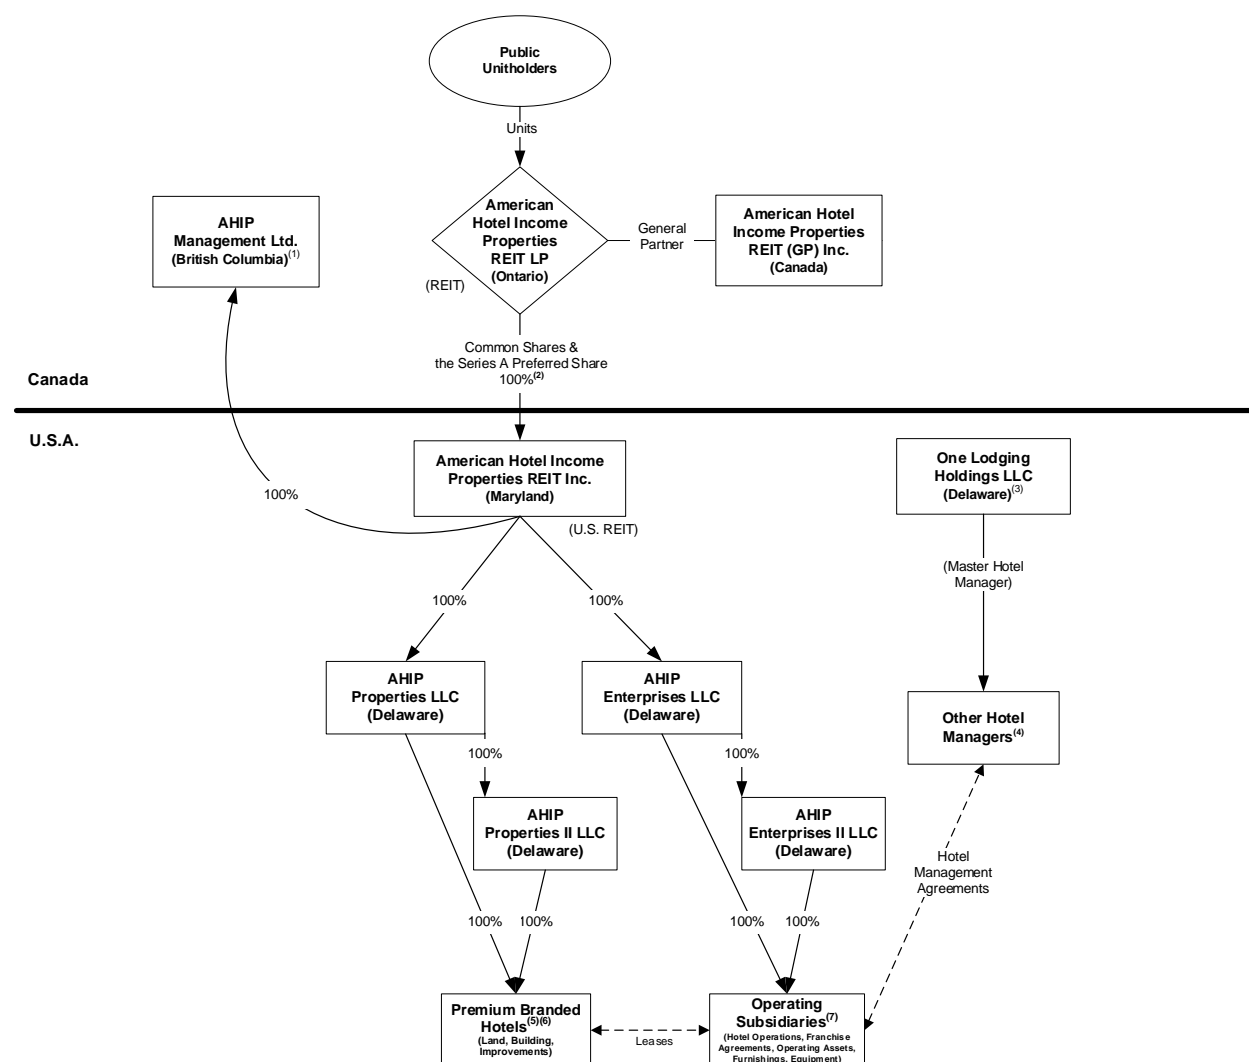 Public
Unitholders
Units
AHIP
Management Ltd.
(British Columbia)(1)
American
Hotel Income
Properties
REIT LP
(Ontario)
(REIT)
General
Partner
American Hotel
Income Properties
REIT (GP) Inc.
(Canada)
Common Shares &
the Series A Preferred Share
100%(2)
Canada
U.S.A.
American Hotel Income
Properties REIT Inc.
(Maryland)
(U.S. REIT)
One Lodging
Holdings LLC
(Delaware)(3)
100%
(Master Hotel
Manager)
100%
100%
AHIP
Properties LLC
(Delaware)
AHIP
Enterprises LLC
(Delaware)
Other Hotel
Managers(4)
100%
100%
AHIP
Properties II LLC
(Delaware)
AHIP
Enterprises II LLC
(Delaware)
Hotel
Management
Agreements
100%
100%
100%
100%
Premium Branded
Hotels(5)(6)
(Land, Building,
Improvements)
Leases
Operating
Subsidiaries(7)
(Hotel Operations, Franchise
Agreements, Operating Assets,
Furnishings, Equipment)